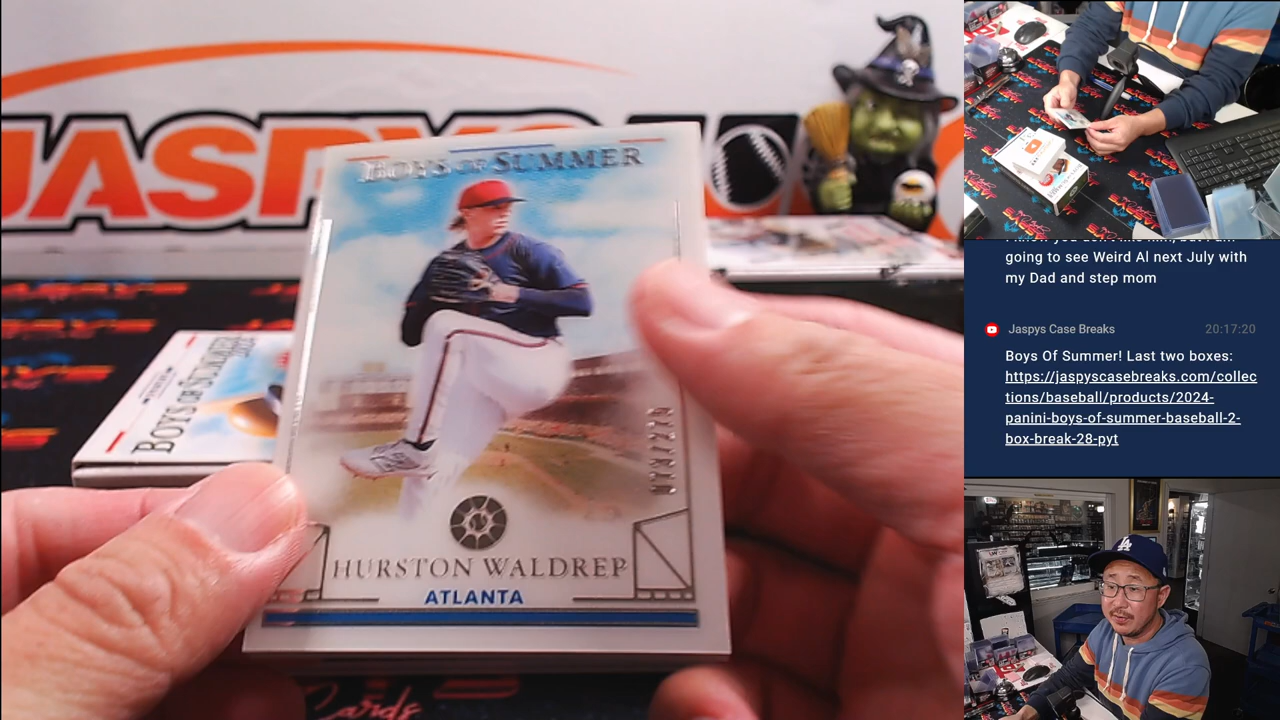 JASPYS
BOYS OF SUMMER
BOYS OF SUMMER
HURSTON WALDREP
ATLANTA
Cards
going to see Weird Al next July with
my Dad and step mom
Jaspys Case Breaks 20:17:20
Boys Of Summer! Last two boxes:
https://jaspyscasebreaks.com/collec
tions/baseball/products/2024-
panini-boys-of-summer-baseball-2-
box-break-28-pyt
LA